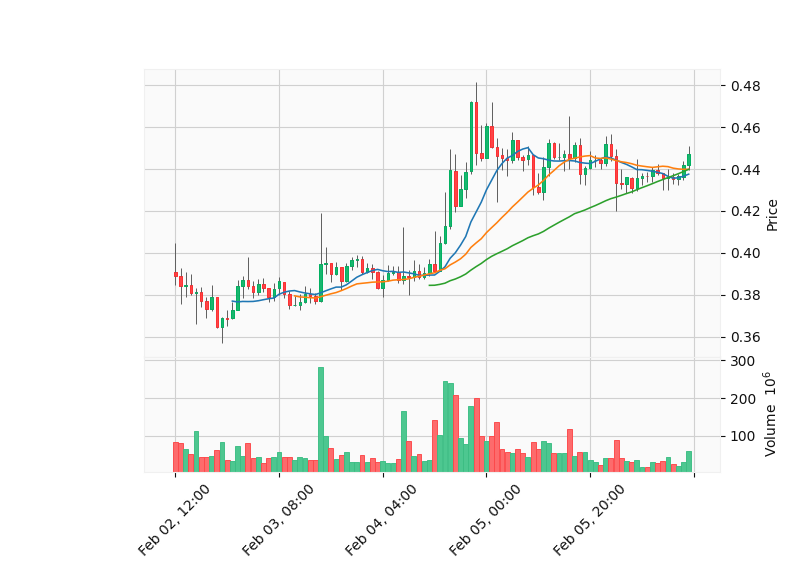 0.48
0.46
0.44
0.42
0.40
0.38
0.36
Price
300
200
100
Volume 10^6
Feb 02, 12:00
Feb 03, 08:00
Feb 04, 04:00
Feb 05, 00:00
Feb 05, 20:00